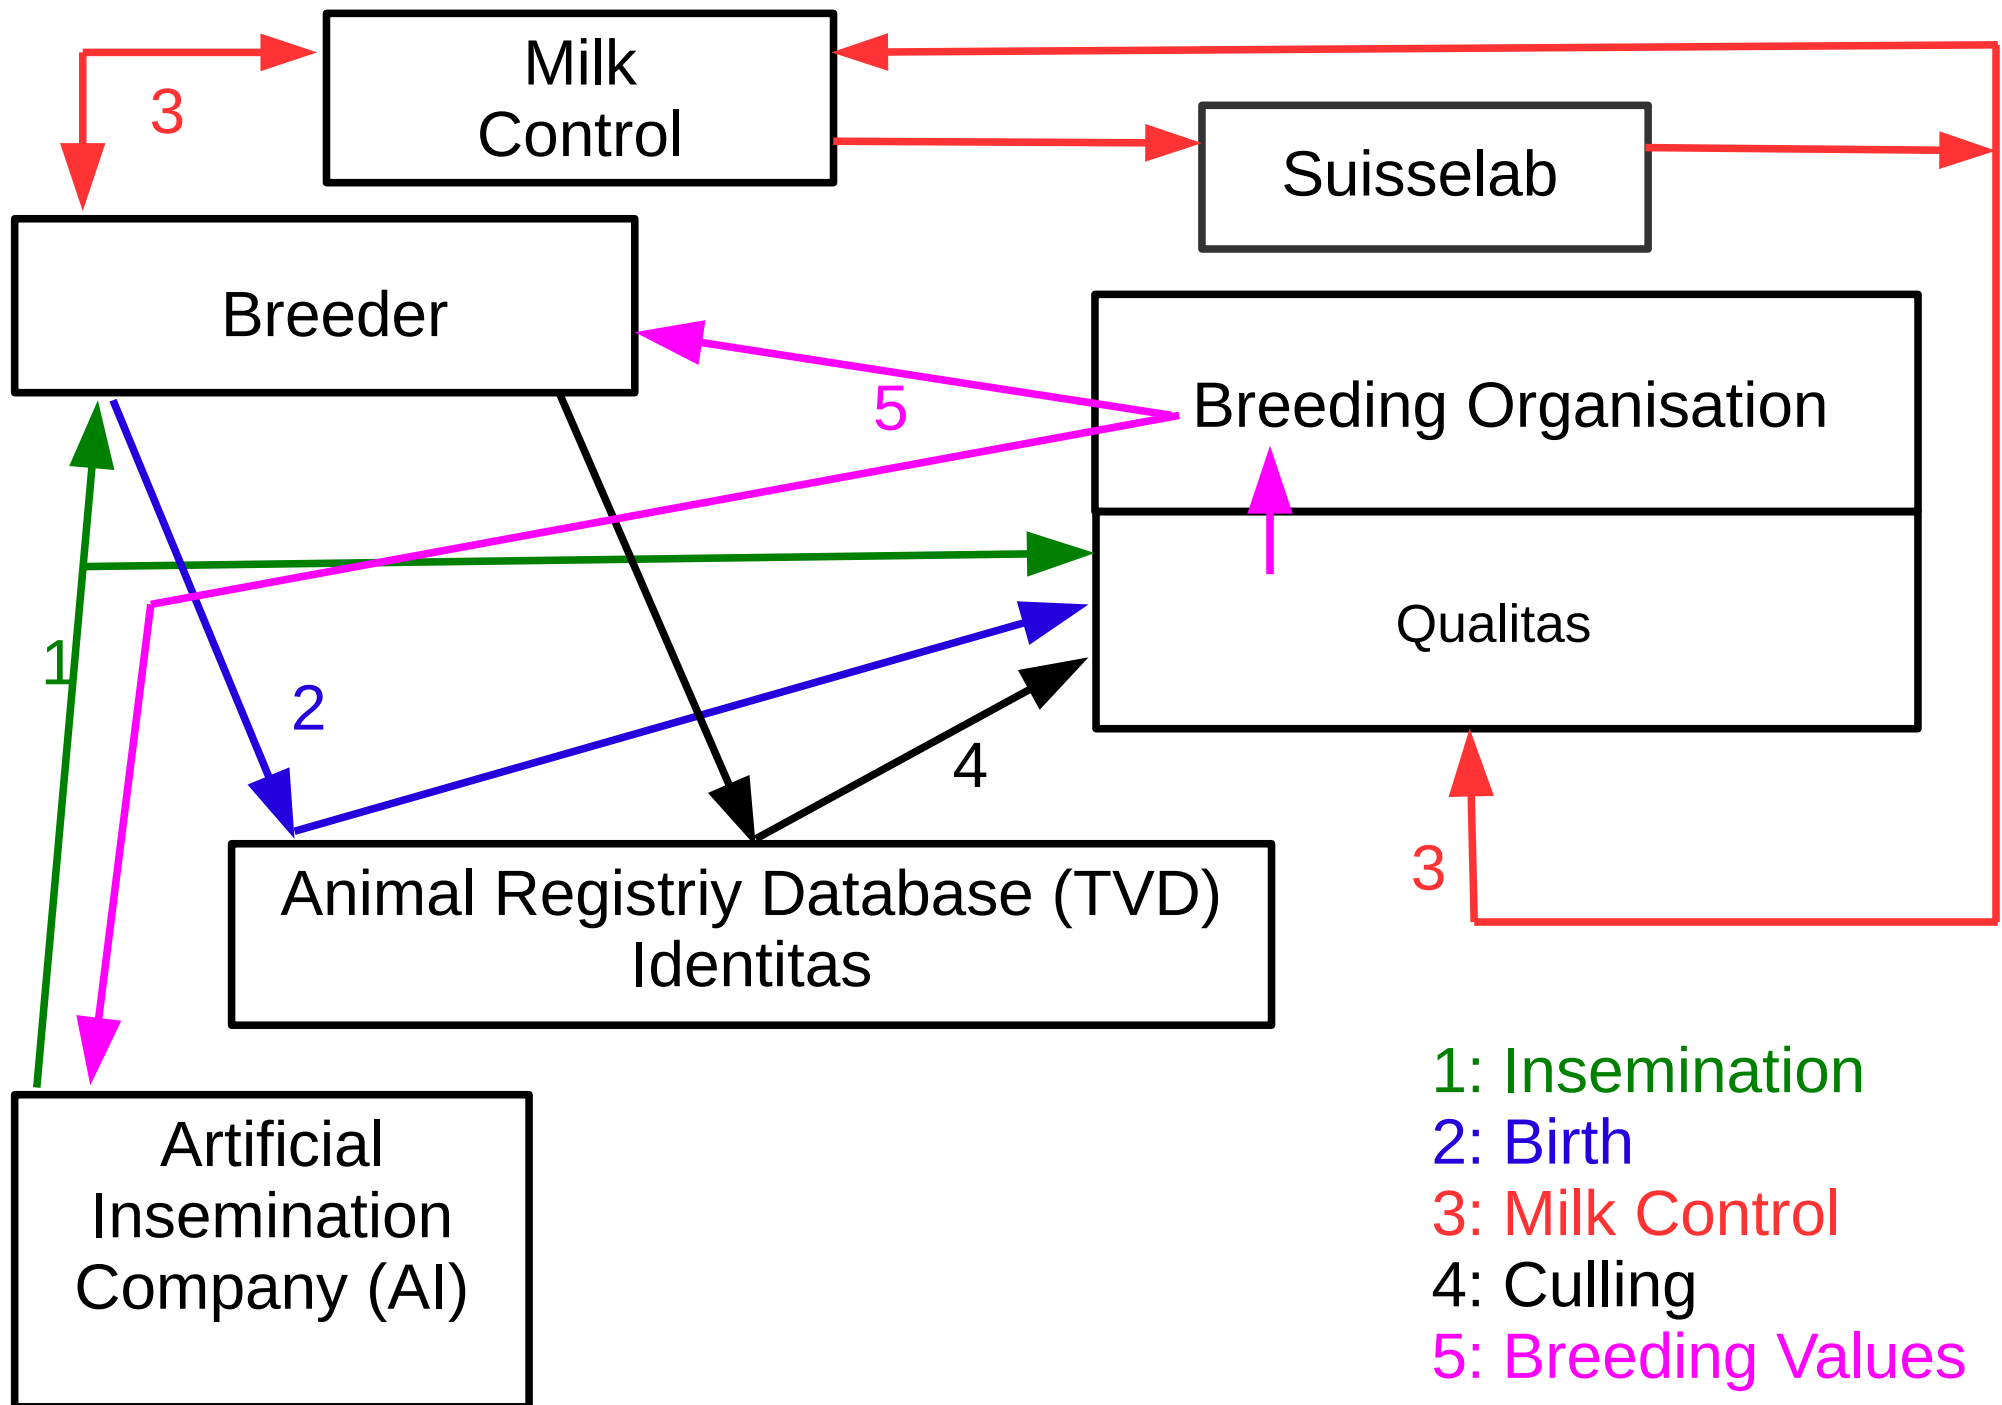 Milk
Control
3
Suisselab
Breeder
Breeding Organisation
5
Qualitas
1
2
4
3
Animal Registriy Database (TVD)
Identitas
Artificial
Insemination
Company (AI)
1: Insemination
2: Birth
3: Milk Control
4: Culling
5: Breeding Values